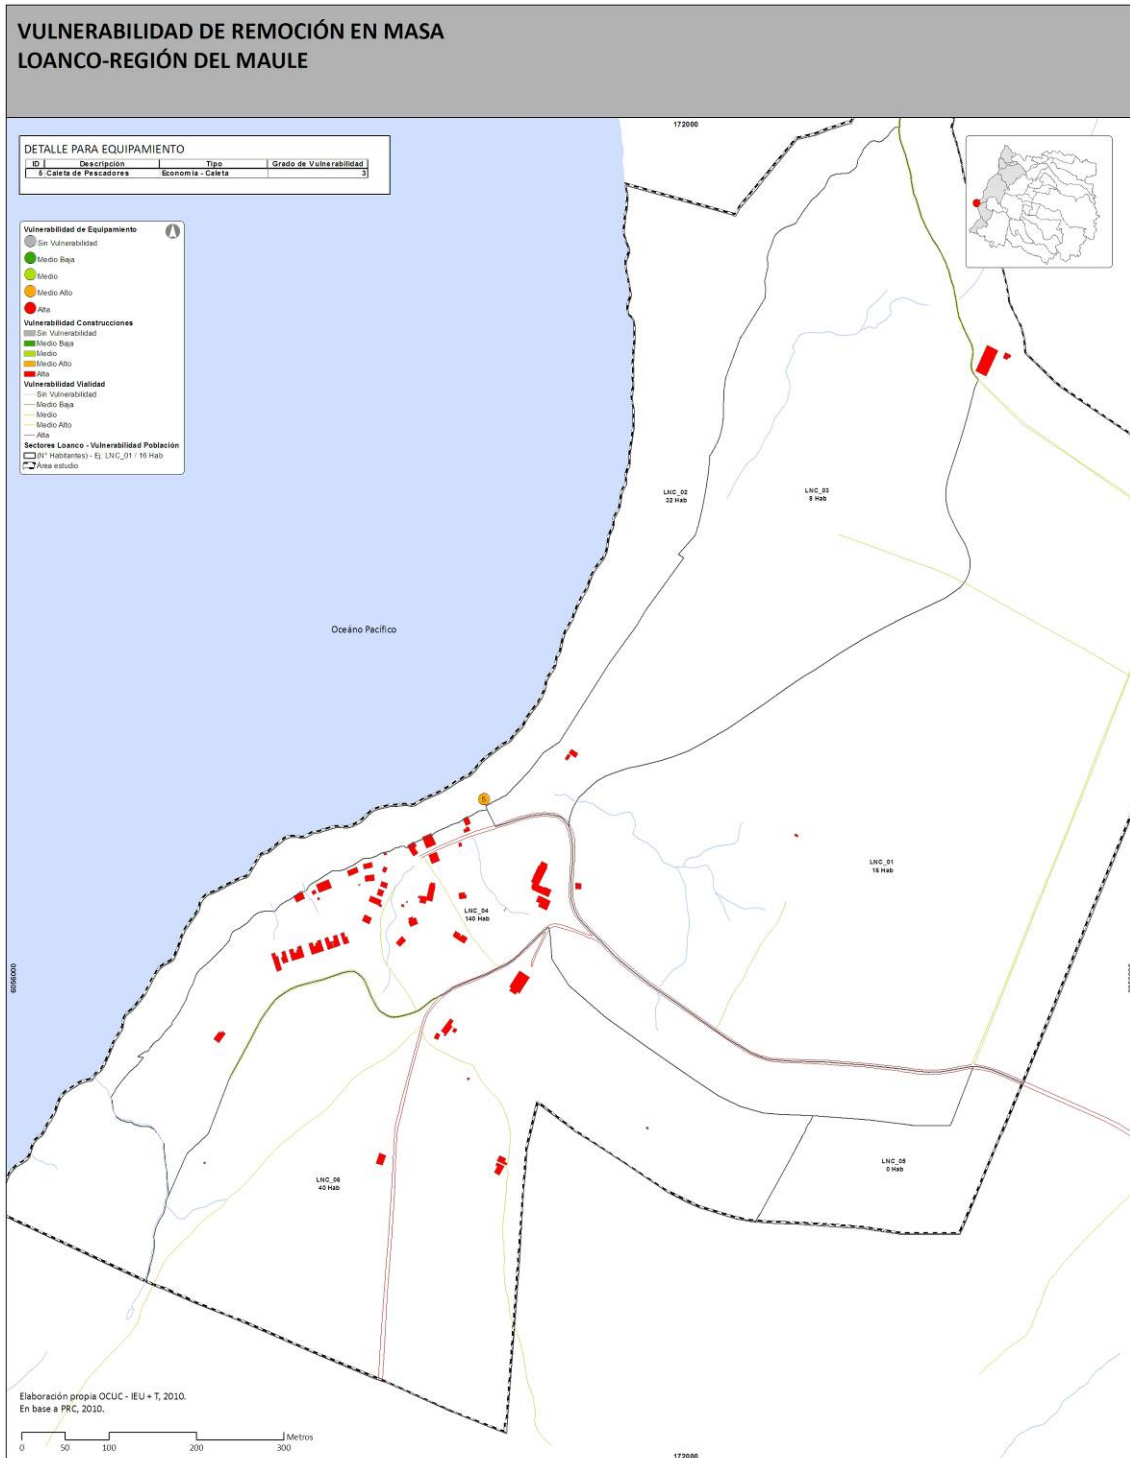 VULNERABILIDAD DE REMOCIÓN EN MASA
LOANCO-REGIÓN DEL MAULE
172000
DETALLE PARA EQUIPAMIENTO
ID Descripción Tipo Grado de Vulnerabilidad
5 Caleta de Pescadores Economía - Caleta 3
Vulnerabilidad de Equipamiento
Sin Vulnerabilidad
Medio Baja
Medio
Medio Alto
Alta
Vulnerabilidad Construcciones
Sin Vulnerabilidad
Medio Baja
Medio
Medio Alto
Alta
Vulnerabilidad Vialidad
Sin Vulnerabilidad
Medio Baja
Medio
Medio Alto
Alta
Sectores Loanco - Vulnerabilidad Población
(N° Habitantes) - Ej: LNC_01 / 16 Hab
Área estudio
LNC_02
32 Hab
LNC_03
8 Hab
Oceáno Pacífico
5
LNC_01
16 Hab
LNC_04
140 Hab
6056000
LNC_05
0 Hab
LNC_06
40 Hab
Elaboración propia OCUC - IEU + T, 2010.
En base a PRC, 2010.
Metros
0 50 100 200 300
172000